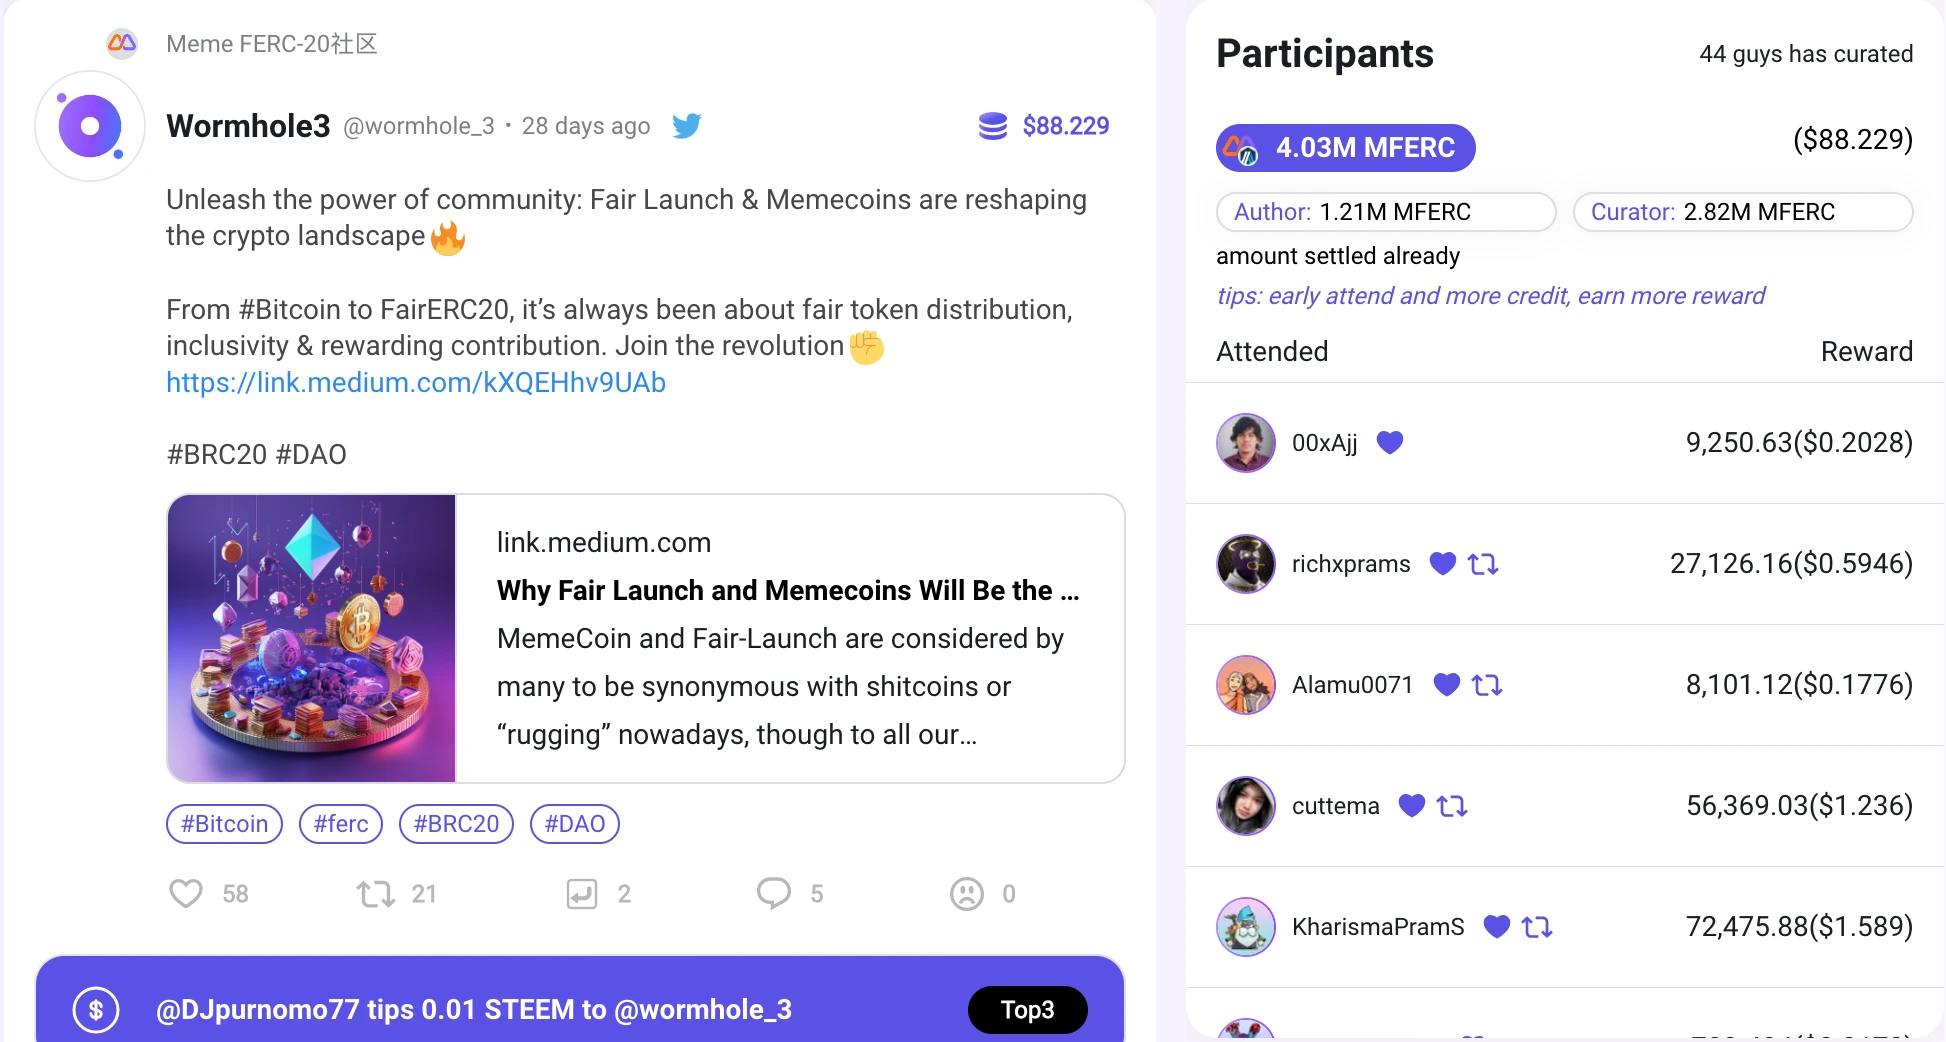 Meme FERC-20社区
Wormhole3 @wormhole_3 · 28 days ago $88.229
Unleash the power of community: Fair Launch & Memecoins are reshaping
the crypto landscape🔥
From #Bitcoin to FairERC20, it’s always been about fair token distribution,
inclusivity & rewarding contribution. Join the revolution✊
https://link.medium.com/kXQEHhv9UAb
#BRC20 #DAO
link.medium.com
Why Fair Launch and Memecoins Will Be the ...
MemeCoin and Fair-Launch are considered by
many to be synonymous with shitcoins or
“rugging” nowadays, though to all our...
#Bitcoin #ferc #BRC20 #DAO
58 21 2 5 0
@DJpurnomo77 tips 0.01 STEEM to @wormhole_3 Top3
Participants 44 guys has curated
4.03M MFERC ($88.229)
Author: 1.21M MFERC Curator: 2.82M MFERC
amount settled already
tips: early attend and more credit, earn more reward
Attended Reward
00xAjj 9,250.63($0.2028)
richxprams 27,126.16($0.5946)
Alamu0071 8,101.12($0.1776)
cuttema 56,369.03($1.236)
KharismaPramS 72,475.88($1.589)